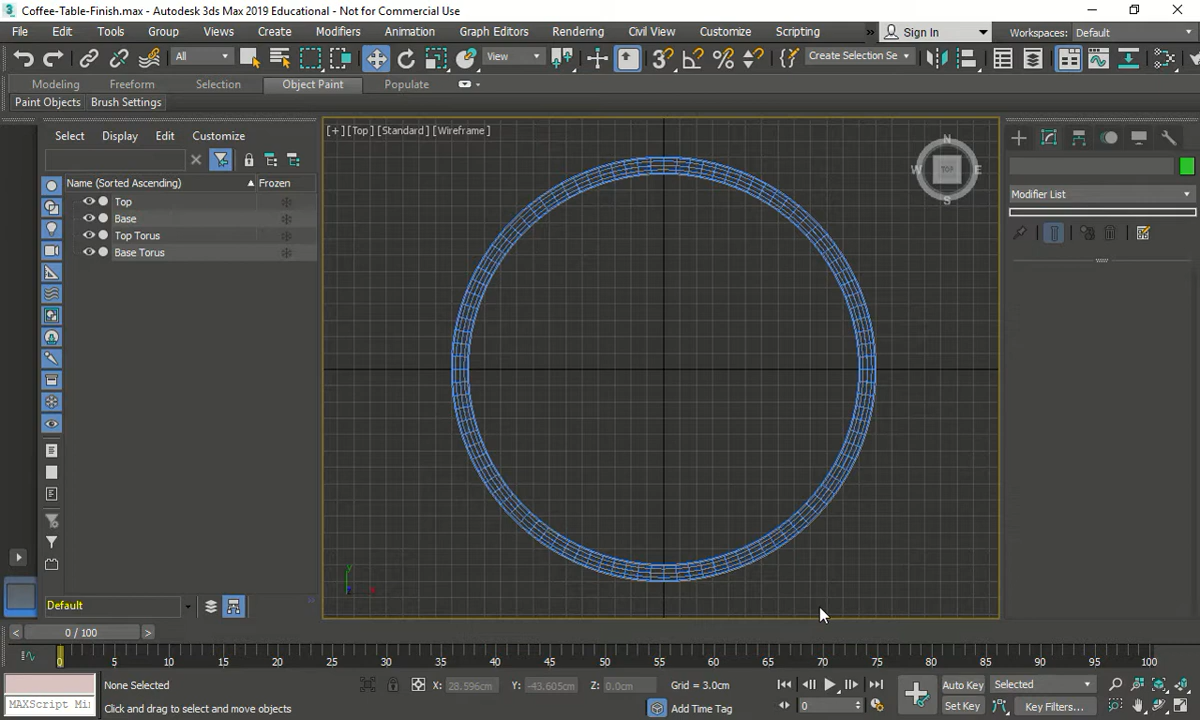 3 Coffee-Table-Finish.max - Autodesk 3ds Max 2019 Educational - Not for Commercial Use
File Edit Tools Group Views Create Modifiers Animation Graph Editors Rendering Civil View Customize Scripting » Sign In Workspaces: Default
All View 3 Create Selection Se
Modeling Freeform Selection Object Paint Populate
Paint Objects Brush Settings
Select Display Edit Customize
Name (Sorted Ascending) Frozen
Top
Base
Top Torus
Base Torus
[+] [Top] [Standard] [Wireframe]
N
W TOP E
S
y
Modifier List
Default
< 0 / 100 >
0 5 10 15 20 25 30 35 40 45 50 55 60 65 70 75 80 85 90 95 100
None Selected X: 28.596cm Y: -43.605cm Z: 0.0cm Grid = 3.0cm Auto Key Selected
MAXScript Mi Click and drag to select and move objects Add Time Tag 0 Set Key Key Filters...